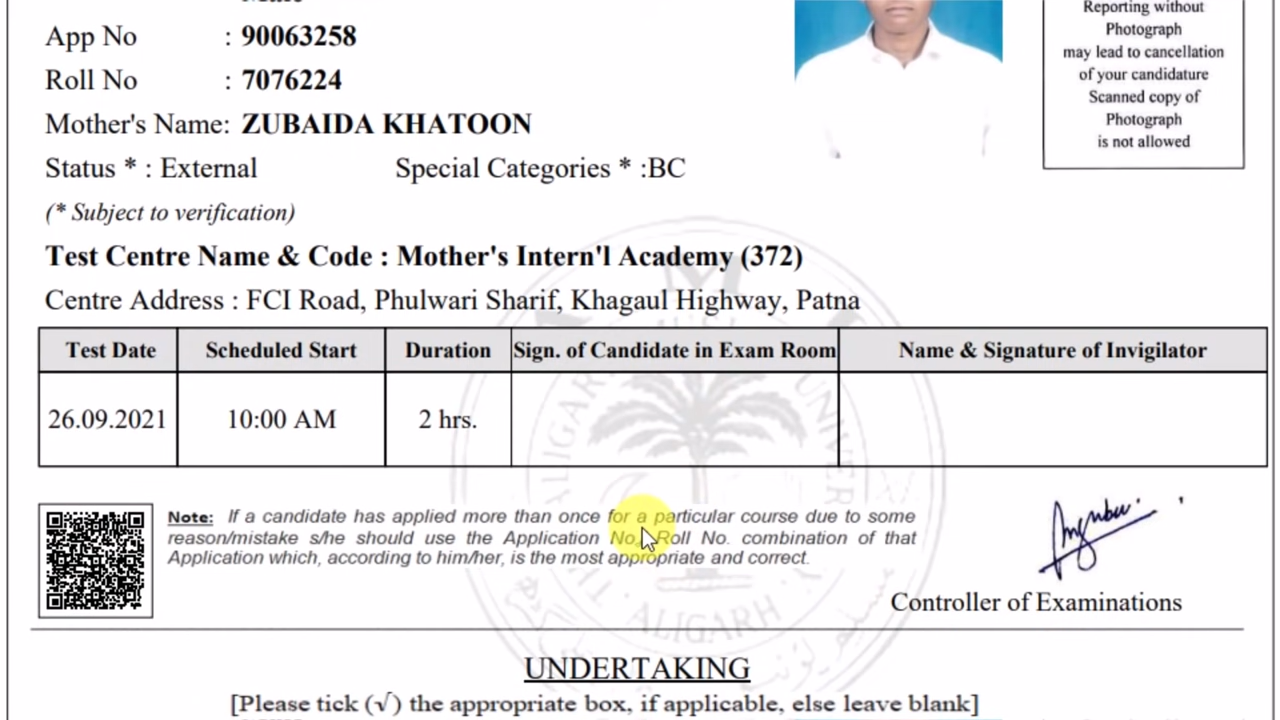 Male
App No : 90063258
Roll No : 7076224
Mother's Name: ZUBAIDA KHATOON
Status * : External Special Categories * :BC
(* Subject to verification)
Test Centre Name & Code : Mother's Intern'l Academy (372)
Centre Address : FCI Road, Phulwari Sharif, Khagaul Highway, Patna
Reporting without
Photograph
may lead to cancellation
of your candidature
Scanned copy of
Photograph
is not allowed
Test Date Scheduled Start Duration Sign. of Candidate in Exam Room Name & Signature of Invigilator
26.09.2021 10:00 AM 2 hrs.
Note: If a candidate has applied more than once for a particular course due to some
reason/mistake s/he should use the Application No, Roll No. combination of that
Application which, according to him/her, is the most appropriate and correct.
Controller of Examinations
ALIGARH
UNDERTAKING
[Please tick (√) the appropriate box, if applicable, else leave blank]